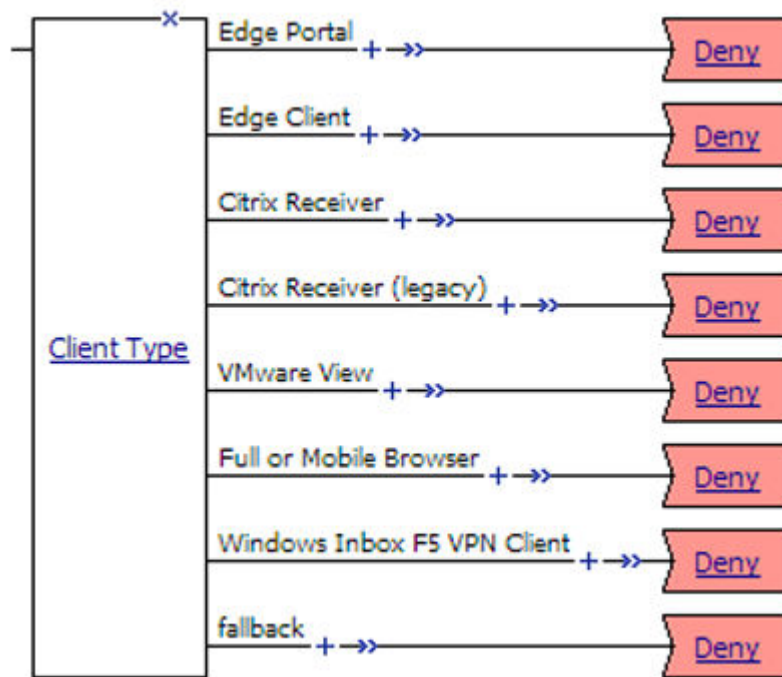 Edge Portal
Deny
Edge Client
Deny
Citrix Receiver
Deny
Citrix Receiver (legacy)
Deny
Client Type
VMware View
Deny
Full or Mobile Browser
Deny
Windows Inbox F5 VPN Client
Deny
fallback
Deny